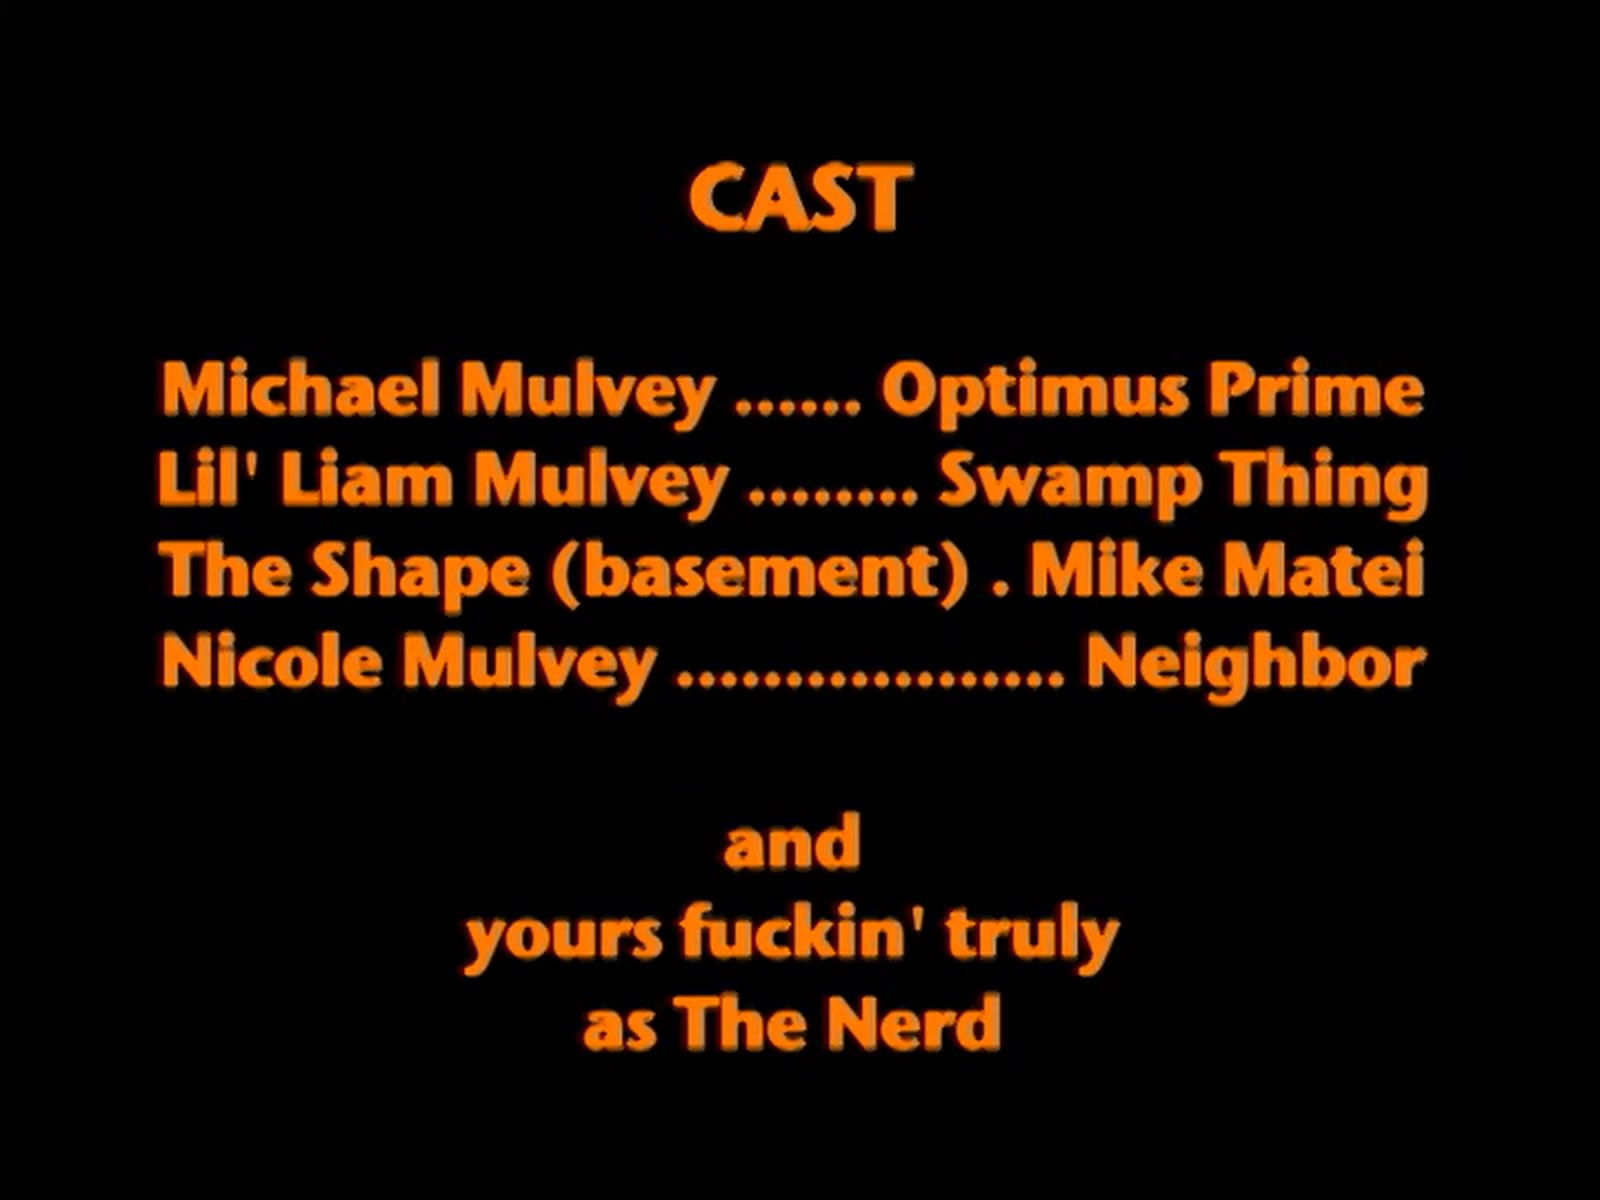 CAST
Michael Mulvey ...... Optimus Prime
Lil' Liam Mulvey ........ Swamp Thing
The Shape (basement) . Mike Matei
Nicole Mulvey .................. Neighbor
and
yours fuckin' truly
as The Nerd